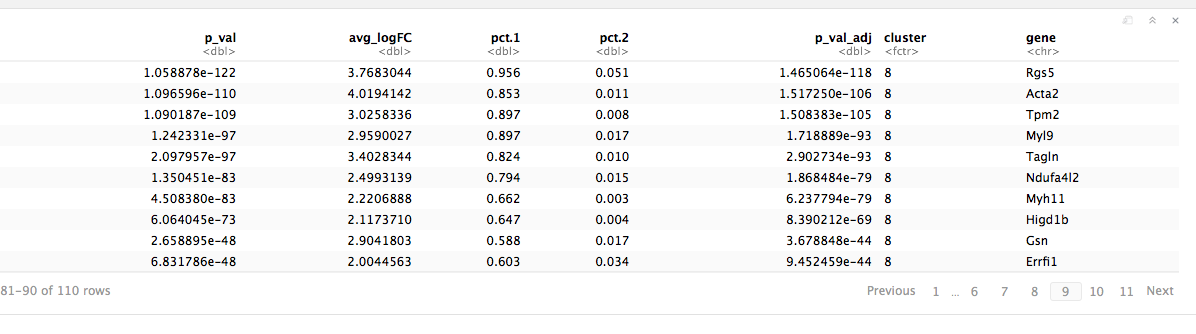 p_val avg_logFC pct.1 pct.2 p_val_adj cluster gene
<dbl> <dbl> <dbl> <dbl> <dbl> <fctr> <chr>
1.058878e-122 3.7683044 0.956 0.051 1.465064e-118 8 Rgs5
1.096596e-110 4.0194142 0.853 0.011 1.517250e-106 8 Acta2
1.090187e-109 3.0258336 0.897 0.008 1.508383e-105 8 Tpm2
1.242331e-97 2.9590027 0.897 0.017 1.718889e-93 8 Myl9
2.097957e-97 3.4028344 0.824 0.010 2.902734e-93 8 Tagln
1.350451e-83 2.4993139 0.794 0.015 1.868484e-79 8 Ndufa4l2
4.508380e-83 2.2206888 0.662 0.003 6.237794e-79 8 Myh11
6.064045e-73 2.1173710 0.647 0.004 8.390212e-69 8 Higd1b
2.658895e-48 2.9041803 0.588 0.017 3.678848e-44 8 Gsn
6.831786e-48 2.0044563 0.603 0.034 9.452459e-44 8 Errfi1
81-90 of 110 rows Previous 1 ... 6 7 8 9 10 11 Next